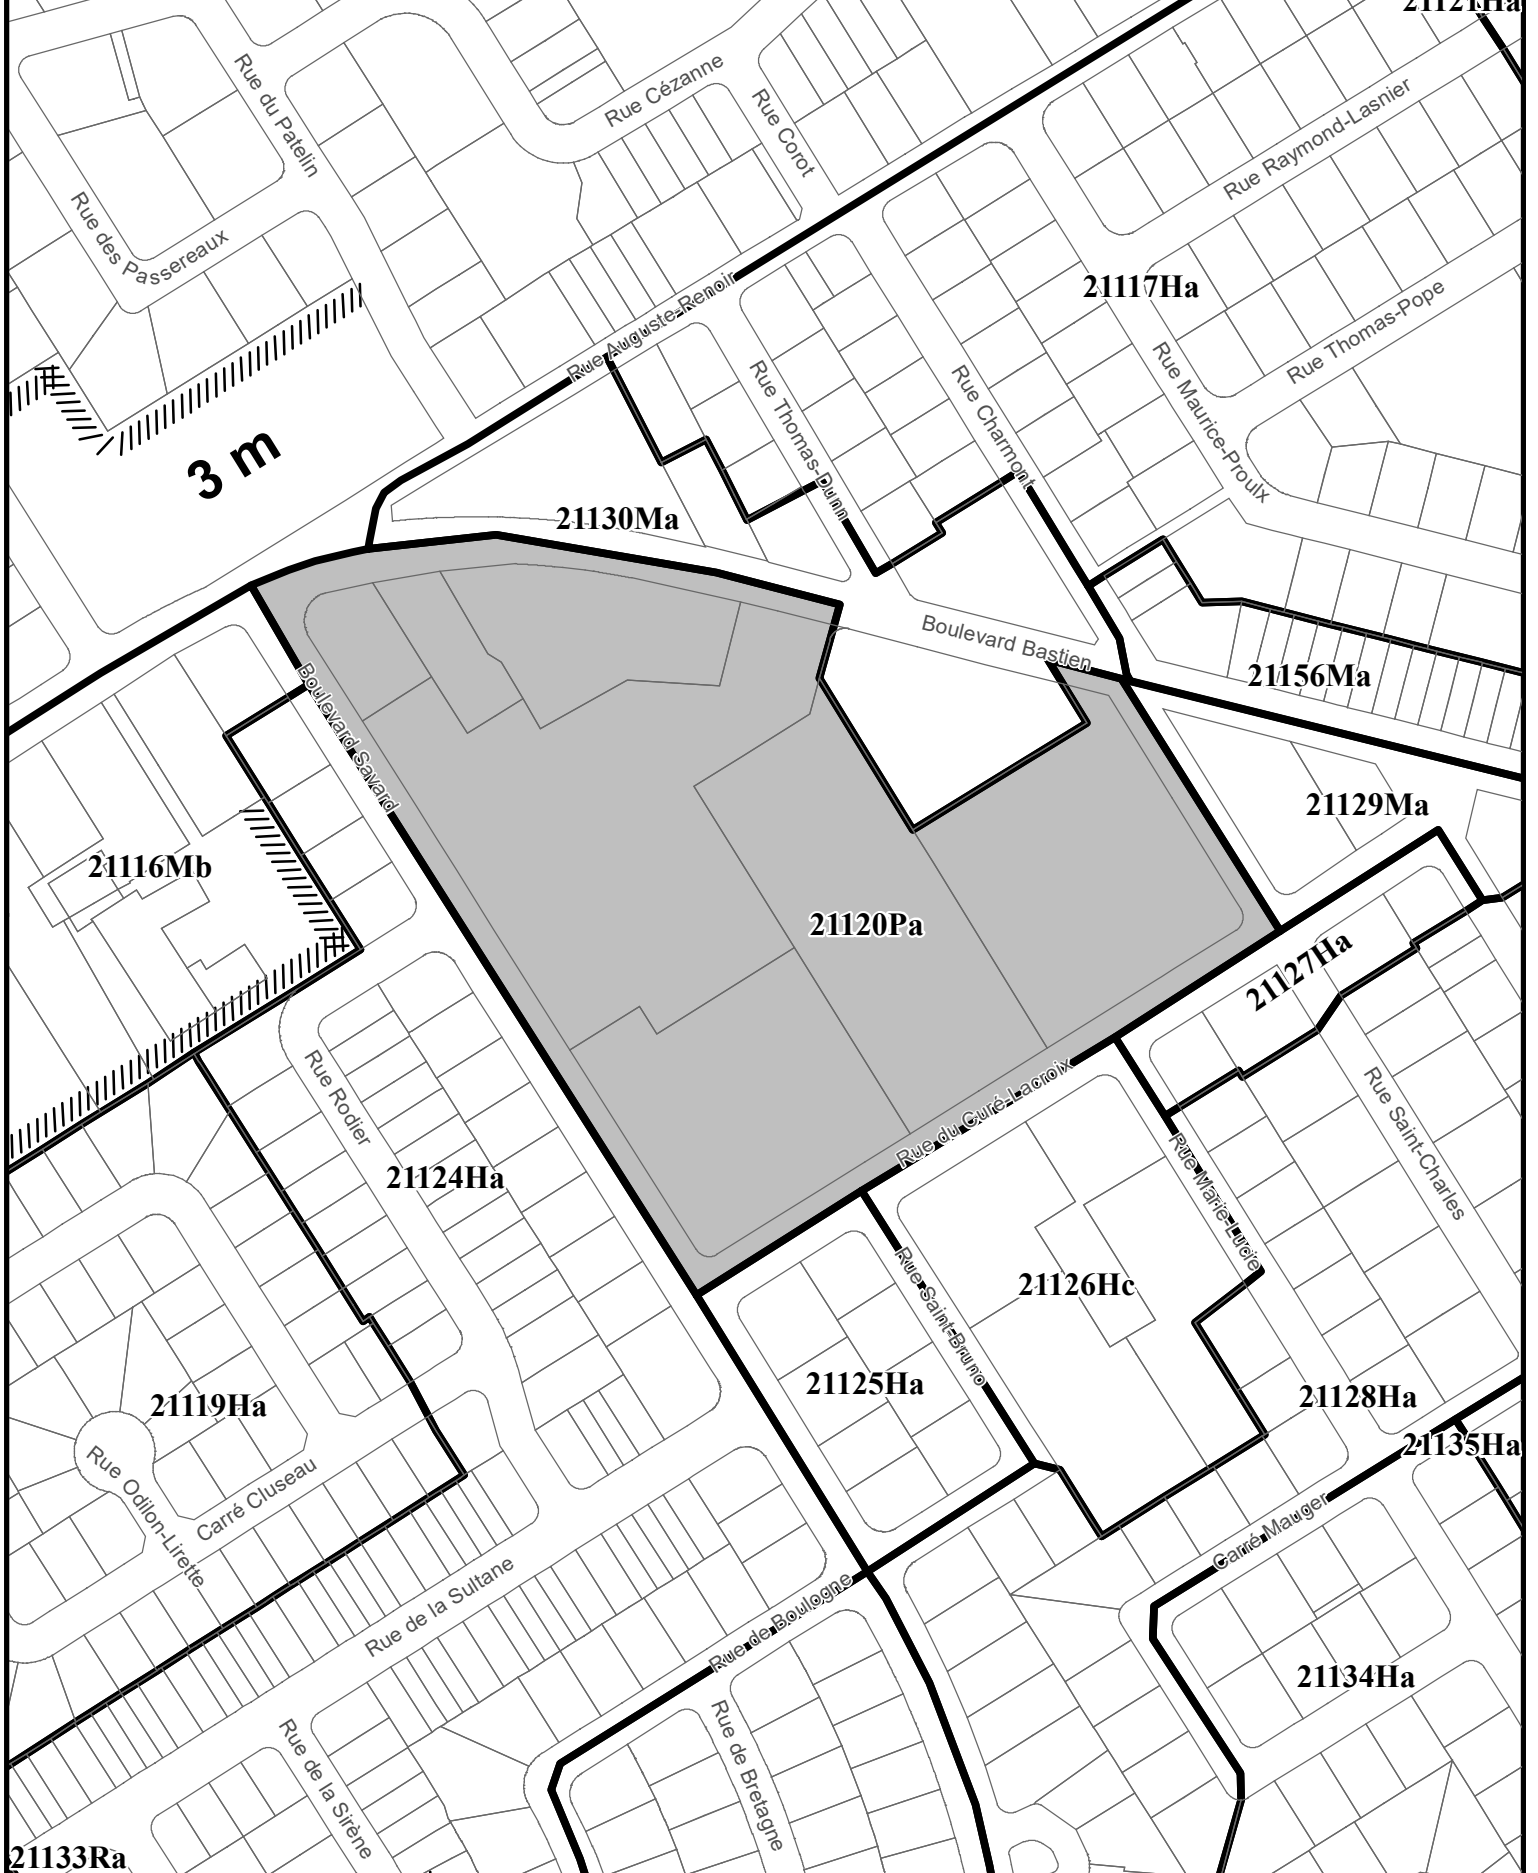 21121Ha
Rue du Patelin
Rue Cézanne
Rue Corot
Rue Raymond-Lasnier
Rue des Passereaux
21117Ha
Rue Auguste-Renoir
Rue Thomas-Pope
Rue Thomas-Dunn
Rue Charmont
Rue Maurice-Proulx
3 m
21130Ma
Boulevard Bastien
21156Ma
Boulevard Savard
21129Ma
21116Mb
21120Pa
21127Ha
Rue Rodier
Rue du Curé-Lacroix
Rue Saint-Charles
21124Ha
Rue Marie-Lucie
Rue Saint-Bruno
21126Hc
21125Ha
21128Ha
21119Ha
21135Ha
Rue Odilon-Lirette
Carré Cluseau
Carré Mauger
Rue de la Sultane
Rue de Boulogne
21134Ha
Rue de la Sirène
Rue de Bretagne
21133Ra